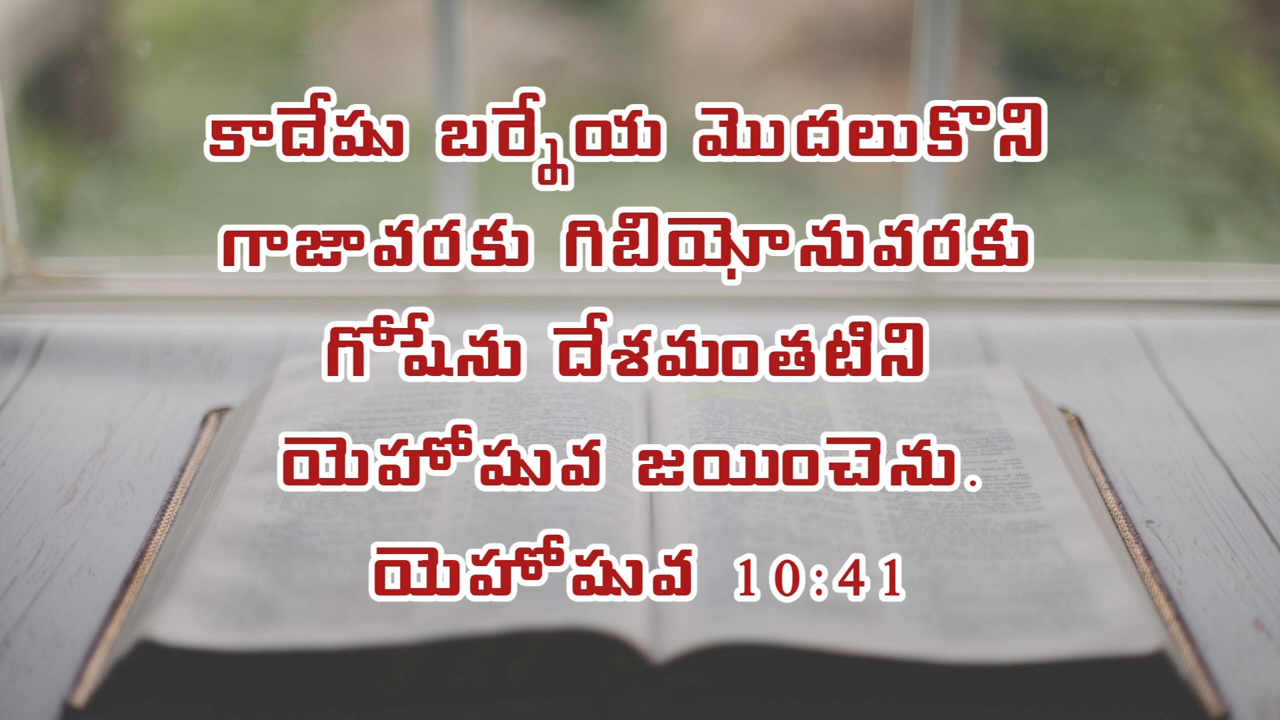 కాదేషు బర్నేయ మొదలుకొని
గాజావరకు గిబియోనువరకు
గోషేను దేశమంతటిని
యెహోషువ జయించెను.
యెహోషువ 10:41